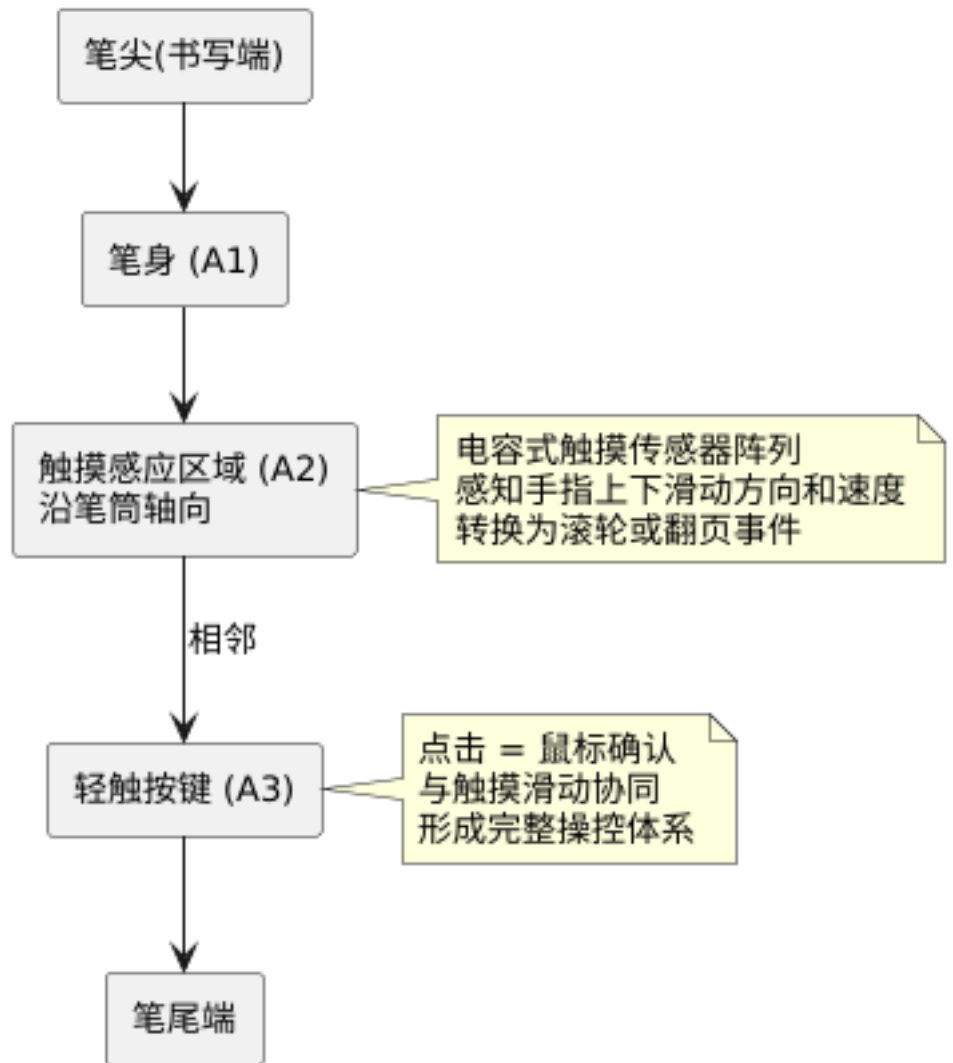 笔尖(书写端)
笔身 (A1)
触摸感应区域 (A2)
沿笔筒轴向
电容式触摸传感器阵列
感知手指上下滑动方向和速度
转换为滚轮或翻页事件
相邻
轻触按键 (A3)
点击 = 鼠标确认
与触摸滑动协同
形成完整操控体系
笔尾端